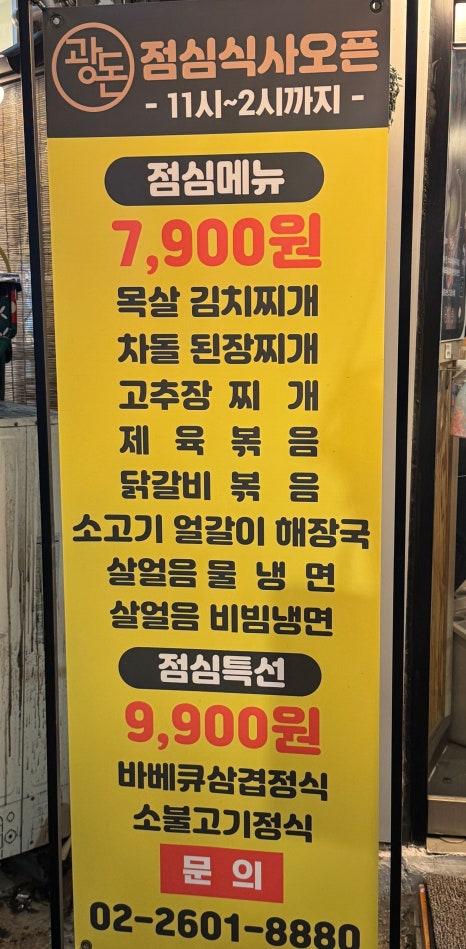 광돈 점심식사오픈
- 11시~2시까지 -
점심메뉴
7,900원
목살 김치찌개
차돌 된장찌개
고추장 찌 개
제 육 볶 음
닭갈비 볶 음
소고기 얼갈이 해장국
살얼음 물 냉 면
살얼음 비빔냉면
점심특선
9,900원
바베큐삼겹정식
소불고기정식
문 의
02-2601-8880